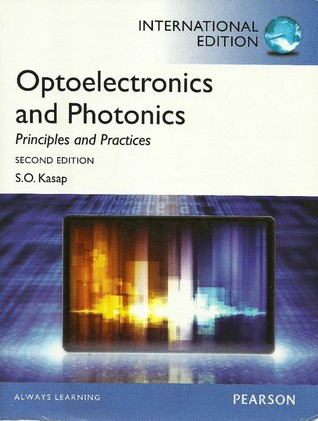 INTERNATIONAL
EDITION
Optoelectronics
and Photonics
Principles and Practices
SECOND EDITION
S.O. Kasap
ALWAYS LEARNING
PEARSON